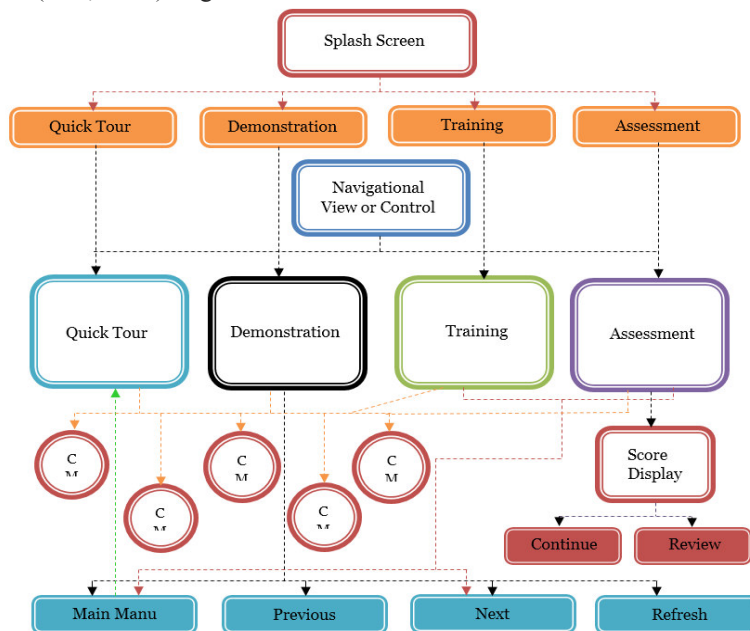 Splash Screen
Quick Tour
Demonstration
Training
Assessment
Navigational
View or Control
Quick Tour
Demonstration
Training
Assessment
C
M
C
M
C
M
C
M
C
M
Score
Display
Continue
Review
Main Manu
Previous
Next
Refresh